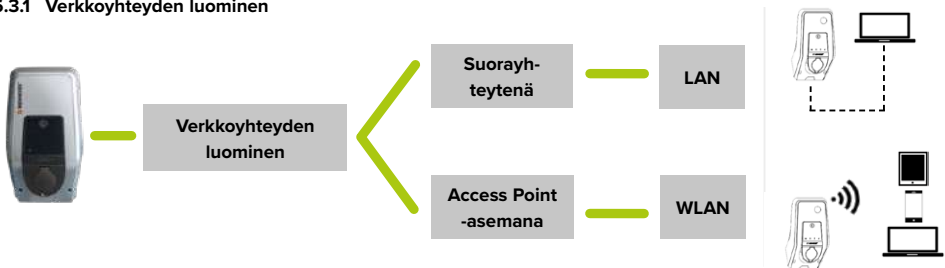 5.3.1 Verkkoyhteyden luominen
Verkkoyhteyden
luominen
Suorayh-
teytenä
LAN
Access Point
-asemana
WLAN